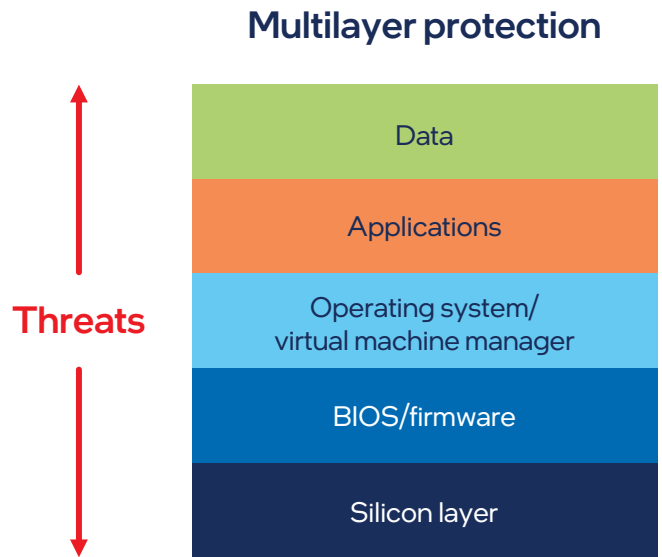 Multilayer protection
Data
Applications
Threats
Operating system/
virtual machine manager
BIOS/firmware
Silicon layer